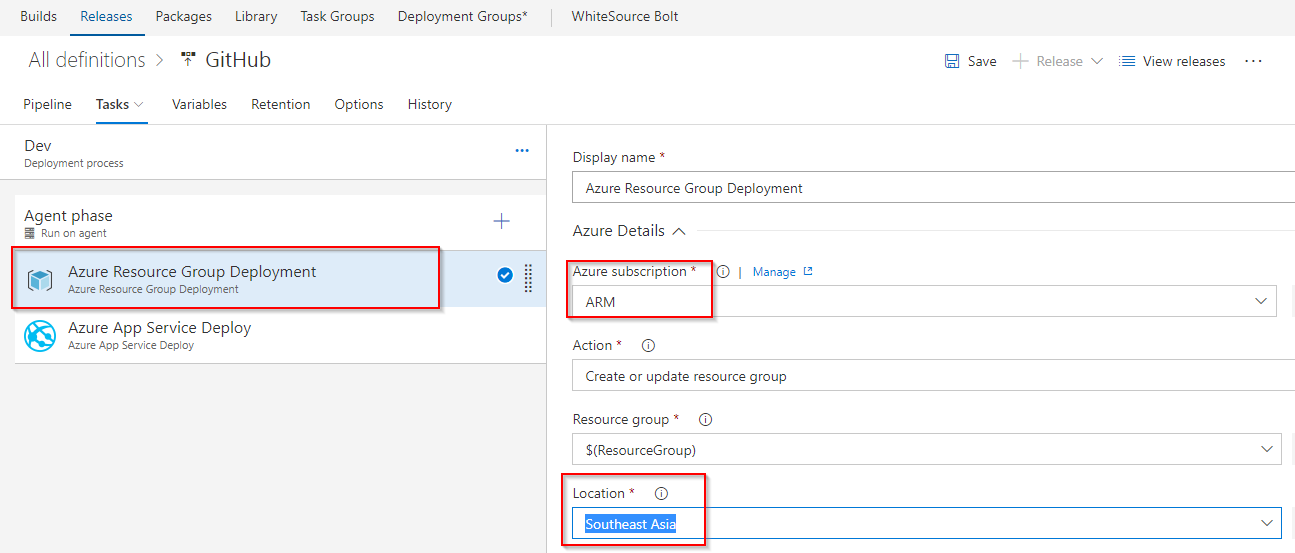 Builds Releases Packages Library Task Groups Deployment Groups* | WhiteSource Bolt
All definitions > GitHub Save + Release View releases ...
Pipeline Tasks Variables Retention Options History
Dev
Deployment process
...
Agent phase
Run on agent
Azure Resource Group Deployment
Azure Resource Group Deployment
Azure App Service Deploy
Azure App Service Deploy
Display name *
Azure Resource Group Deployment
Azure Details
Azure subscription * | Manage
ARM
Action *
Create or update resource group
Resource group *
$(ResourceGroup)
Location *
Southeast Asia